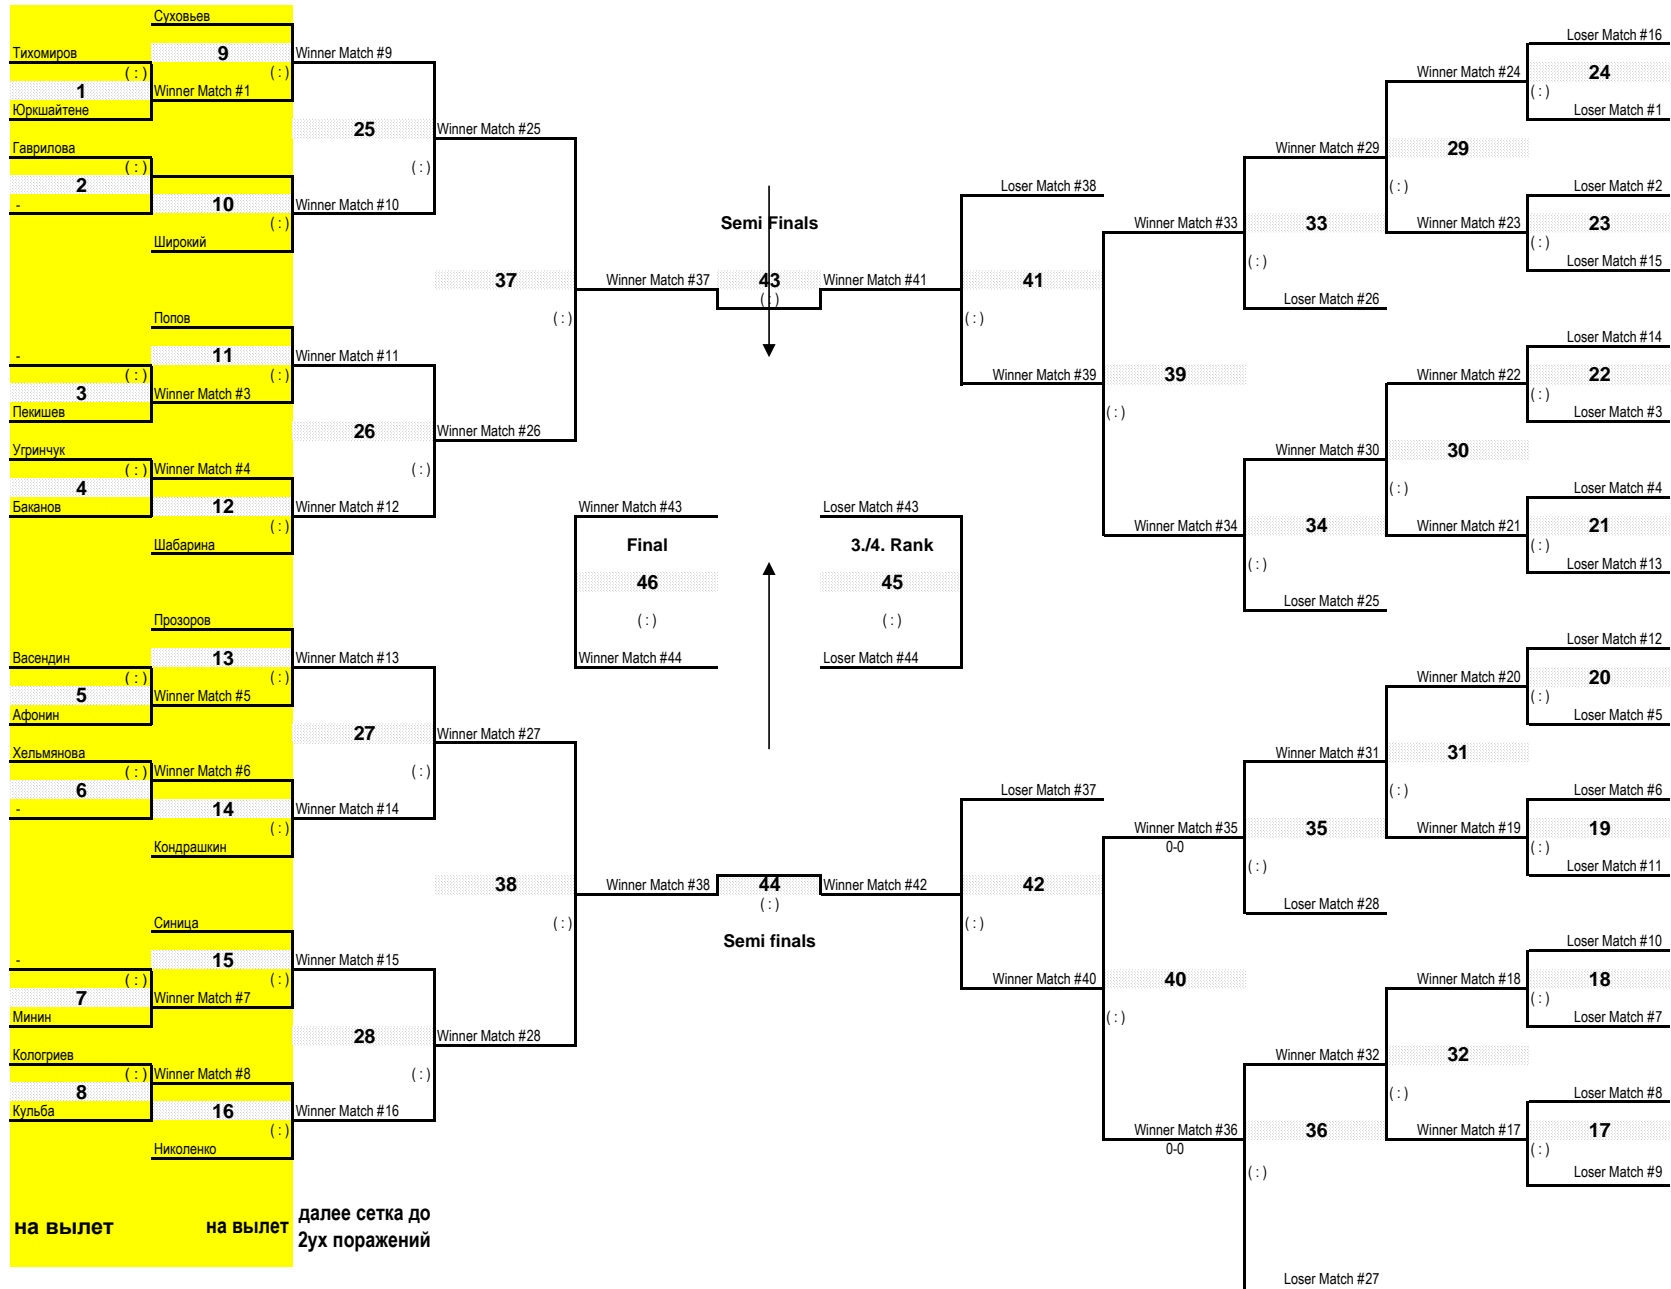 Суховьев
Тихомиров
9
Winner Match #9
( : )
( : )
1
Winner Match #1
Юркшайтене
25
Winner Match #25
Гаврилова
( : )
( : )
2
-
10
Winner Match #10
( : )
Широкий
37
Winner Match #37
( : )
Попов
-
11
Winner Match #11
( : )
( : )
3
Winner Match #3
Пекишев
26
Winner Match #26
Угринчук
( : )
Winner Match #4
( : )
4
Баканов
12
Winner Match #12
( : )
Шабарина
Прозоров
Васендин
13
Winner Match #13
( : )
( : )
5
Winner Match #5
Афонин
27
Winner Match #27
Хельмянова
( : )
Winner Match #6
( : )
6
-
14
Winner Match #14
( : )
Кондрашкин
38
Winner Match #38
( : )
Синица
-
15
Winner Match #15
( : )
( : )
7
Winner Match #7
Минин
28
Winner Match #28
Кологриев
( : )
Winner Match #8
( : )
8
Кульба
16
Winner Match #16
( : )
Николенко
на вылет
на вылет
далее сетка до
2ух поражений
Semi Finals
43
( : )
Winner Match #41
Winner Match #43
Final
46
( : )
Winner Match #44
Loser Match #43
3./4. Rank
45
( : )
Loser Match #44
44
( : )
Winner Match #42
Semi finals
Loser Match #38
41
( : )
Winner Match #39
Loser Match #37
42
( : )
Winner Match #40
Winner Match #33
39
( : )
Winner Match #34
Winner Match #35
0-0
40
( : )
Winner Match #36
0-0
Winner Match #29
33
( : )
Loser Match #26
Winner Match #30
34
( : )
Loser Match #25
Winner Match #31
35
( : )
Loser Match #28
Winner Match #32
36
( : )
Loser Match #27
Loser Match #16
Winner Match #24
24
( : )
Loser Match #1
29
( : )
Loser Match #2
Winner Match #23
23
( : )
Loser Match #15
Loser Match #14
Winner Match #22
22
( : )
Loser Match #3
30
( : )
Loser Match #4
Winner Match #21
21
( : )
Loser Match #13
Loser Match #12
Winner Match #20
20
( : )
Loser Match #5
31
( : )
Loser Match #6
Winner Match #19
19
( : )
Loser Match #11
Loser Match #10
Winner Match #18
18
( : )
Loser Match #7
32
( : )
Loser Match #8
Winner Match #17
17
( : )
Loser Match #9